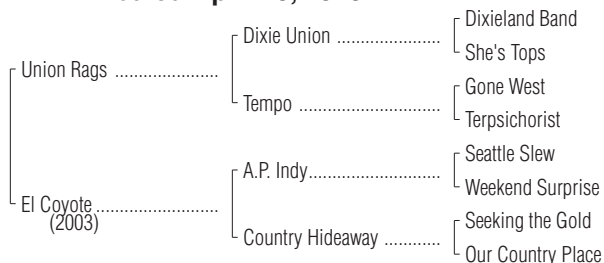 Dixieland Band
Dixie Union ........................
She's Tops
Union Rags ........................
Gone West
Tempo .................................
Terpsichorist
Seattle Slew
A.P. Indy..............................
Weekend Surprise
El Coyote ............................
(2003)
Seeking the Gold
Country Hideaway .............
Our Country Place